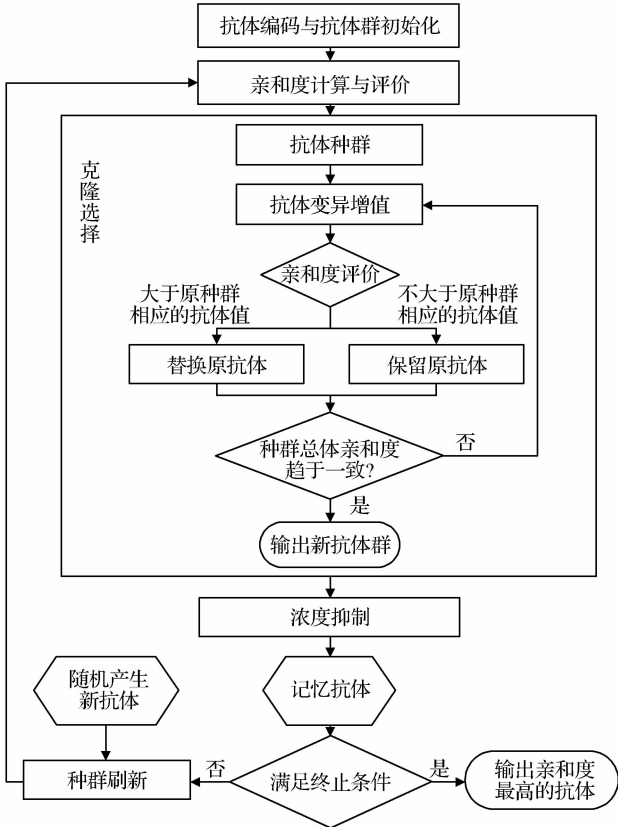 抗体编码与抗体群初始化
亲和度计算与评价
克隆选择
抗体种群
抗体变异增值
亲和度评价
大于原种群
相应的抗体值
不大于原种群
相应的抗体值
替换原抗体
保留原抗体
种群总体亲和度
趋于一致?
否
是
输出新抗体群
浓度抑制
随机产生
新抗体
记忆抗体
种群刷新
否
满足终止条件
是
输出亲和度
最高的抗体